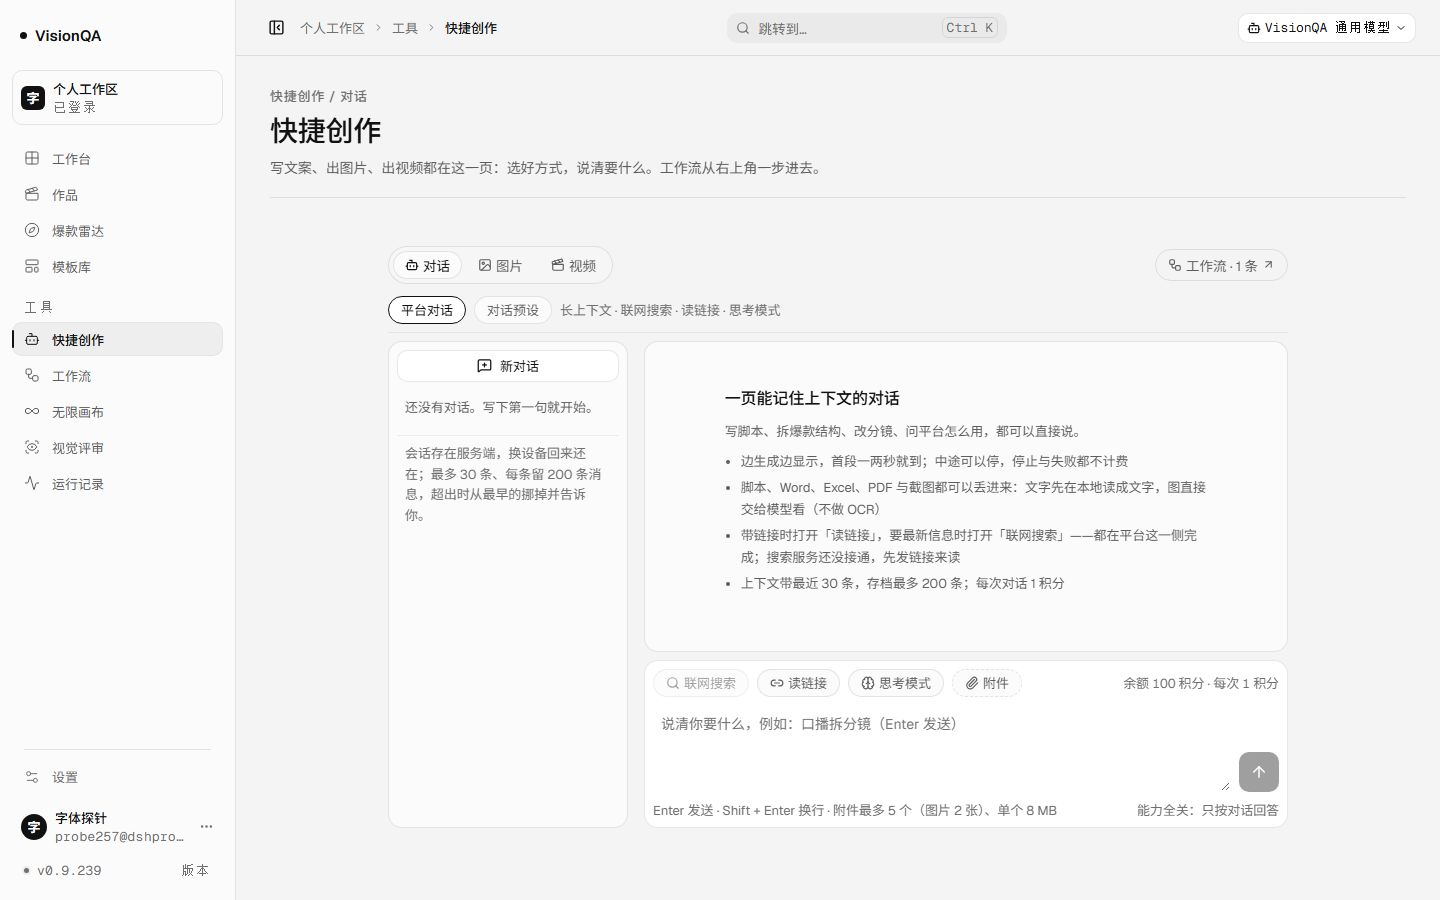 VisionQA
字
个人工作区
已登录
工作台
作品
爆款雷达
模板库
工具
快捷创作
工作流
无限画布
视觉评审
运行记录
设置
字
字体探针
probe257@dshpro…
v0.9.239
版本
个人工作区
工具
快捷创作
跳转到…
Ctrl K
VisionQA 通用模型
快捷创作 / 对话
快捷创作
写文案、出图片、出视频都在这一页：选好方式，说清要什么。工作流从右上角一步进去。
对话
图片
视频
工作流 · 1 条
平台对话
对话预设
长上下文 · 联网搜索 · 读链接 · 思考模式
新对话
还没有对话。写下第一句就开始。
会话存在服务端，换设备回来还
在；最多 30 条、每条留 200 条消
息，超出时从最早的挪掉并告诉
你。
一页能记住上下文的对话
写脚本、拆爆款结构、改分镜、问平台怎么用，都可以直接说。
边生成边显示，首段一两秒就到；中途可以停，停止与失败都不计费
脚本、Word、Excel、PDF 与截图都可以丢进来：文字先在本地读成文字，图直接
交给模型看（不做 OCR）
带链接时打开「读链接」，要最新信息时打开「联网搜索」——都在平台这一侧完
成；搜索服务还没接通，先发链接来读
上下文带最近 30 条，存档最多 200 条；每次对话 1 积分
联网搜索
读链接
思考模式
附件
余额 100 积分 · 每次 1 积分
说清你要什么，例如：口播拆分镜（Enter 发送）
Enter 发送 · Shift + Enter 换行 · 附件最多 5 个（图片 2 张）、单个 8 MB
能力全关：只按对话回答